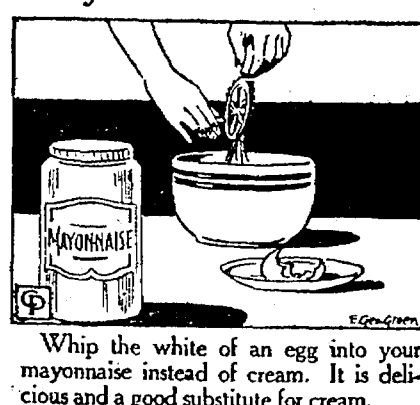 MAYONNAISE
CP
Whip the white of an egg into your
mayonnaise instead of cream. It is deli-
cious and a good substitute for cream.